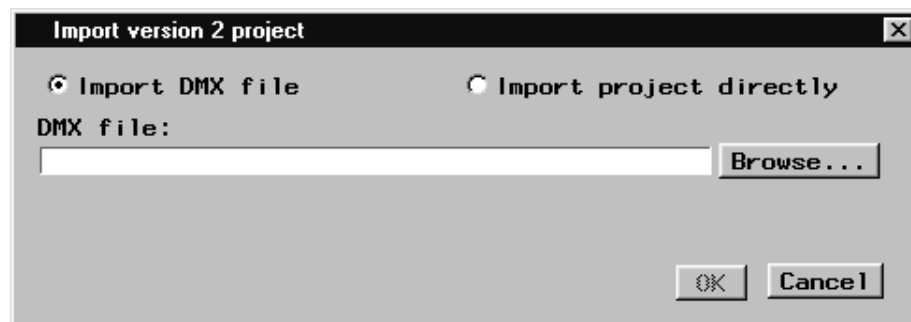 Import version 2 project
Import DMX file Import project directly
DMX file:
Browse...
OK Cancel